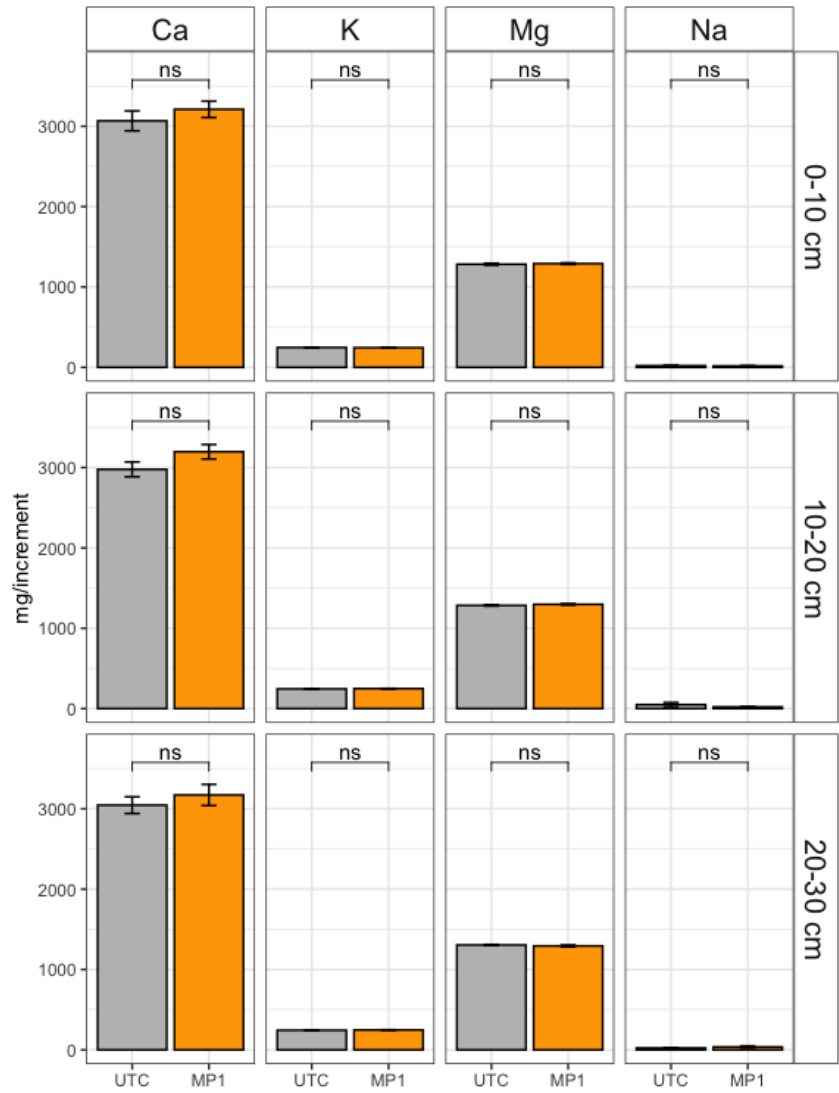 Ca K Mg Na
ns ns ns ns
3000
2000
1000
0
0-10 cm
ns ns ns ns
3000
2000
1000
0
10-20 cm
mg/increment
ns ns ns ns
3000
2000
1000
0
20-30 cm
UTC MP1 UTC MP1 UTC MP1 UTC MP1